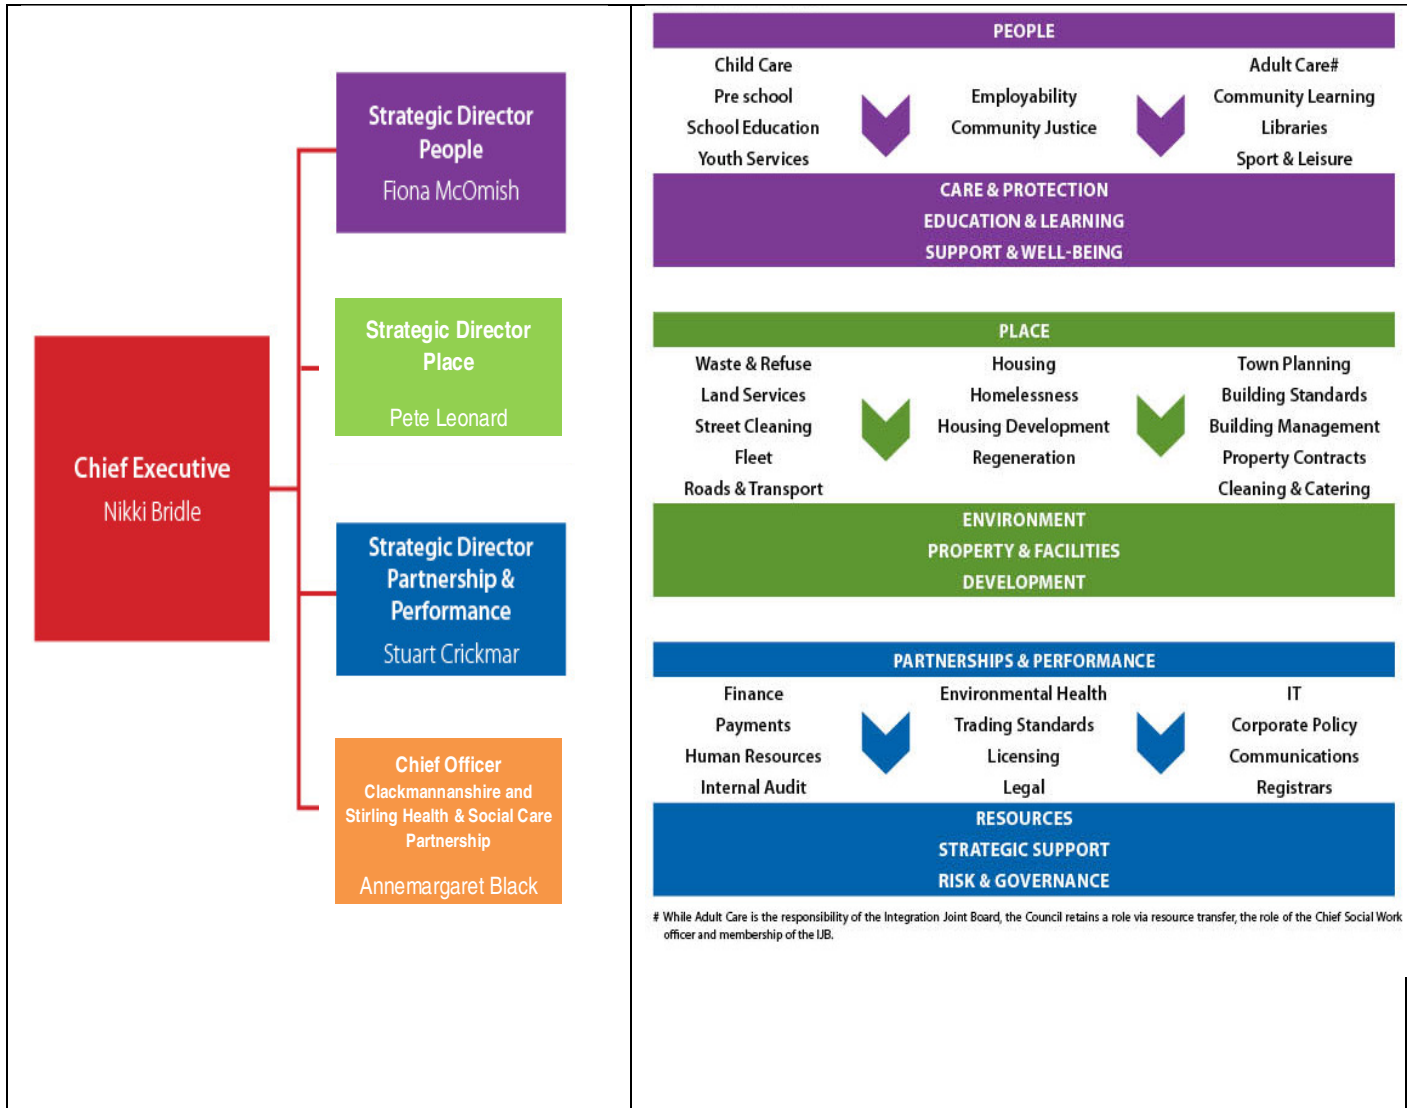 Chief Executive
Nikki Bridle
Strategic Director
People
Fiona McOmish
Strategic Director
Place
Pete Leonard
Strategic Director
Partnership &
Performance
Stuart Crickmar
Chief Officer
Clackmannanshire and
Stirling Health & Social Care
Partnership
Annemargaret Black
PEOPLE
Child Care
Pre school
School Education
Youth Services
Employability
Community Justice
Adult Care#
Community Learning
Libraries
Sport & Leisure
CARE & PROTECTION
EDUCATION & LEARNING
SUPPORT & WELL-BEING
PLACE
Waste & Refuse
Land Services
Street Cleaning
Fleet
Roads & Transport
Housing
Homelessness
Housing Development
Regeneration
Town Planning
Building Standards
Building Management
Property Contracts
Cleaning & Catering
ENVIRONMENT
PROPERTY & FACILITIES
DEVELOPMENT
PARTNERSHIPS & PERFORMANCE
Finance
Payments
Human Resources
Internal Audit
Environmental Health
Trading Standards
Licensing
Legal
IT
Corporate Policy
Communications
Registrars
RESOURCES
STRATEGIC SUPPORT
RISK & GOVERNANCE
# While Adult Care is the responsibility of the Integration Joint Board, the Council retains a role via resource transfer, the role of the Chief Social Work
officer and membership of the IJB.